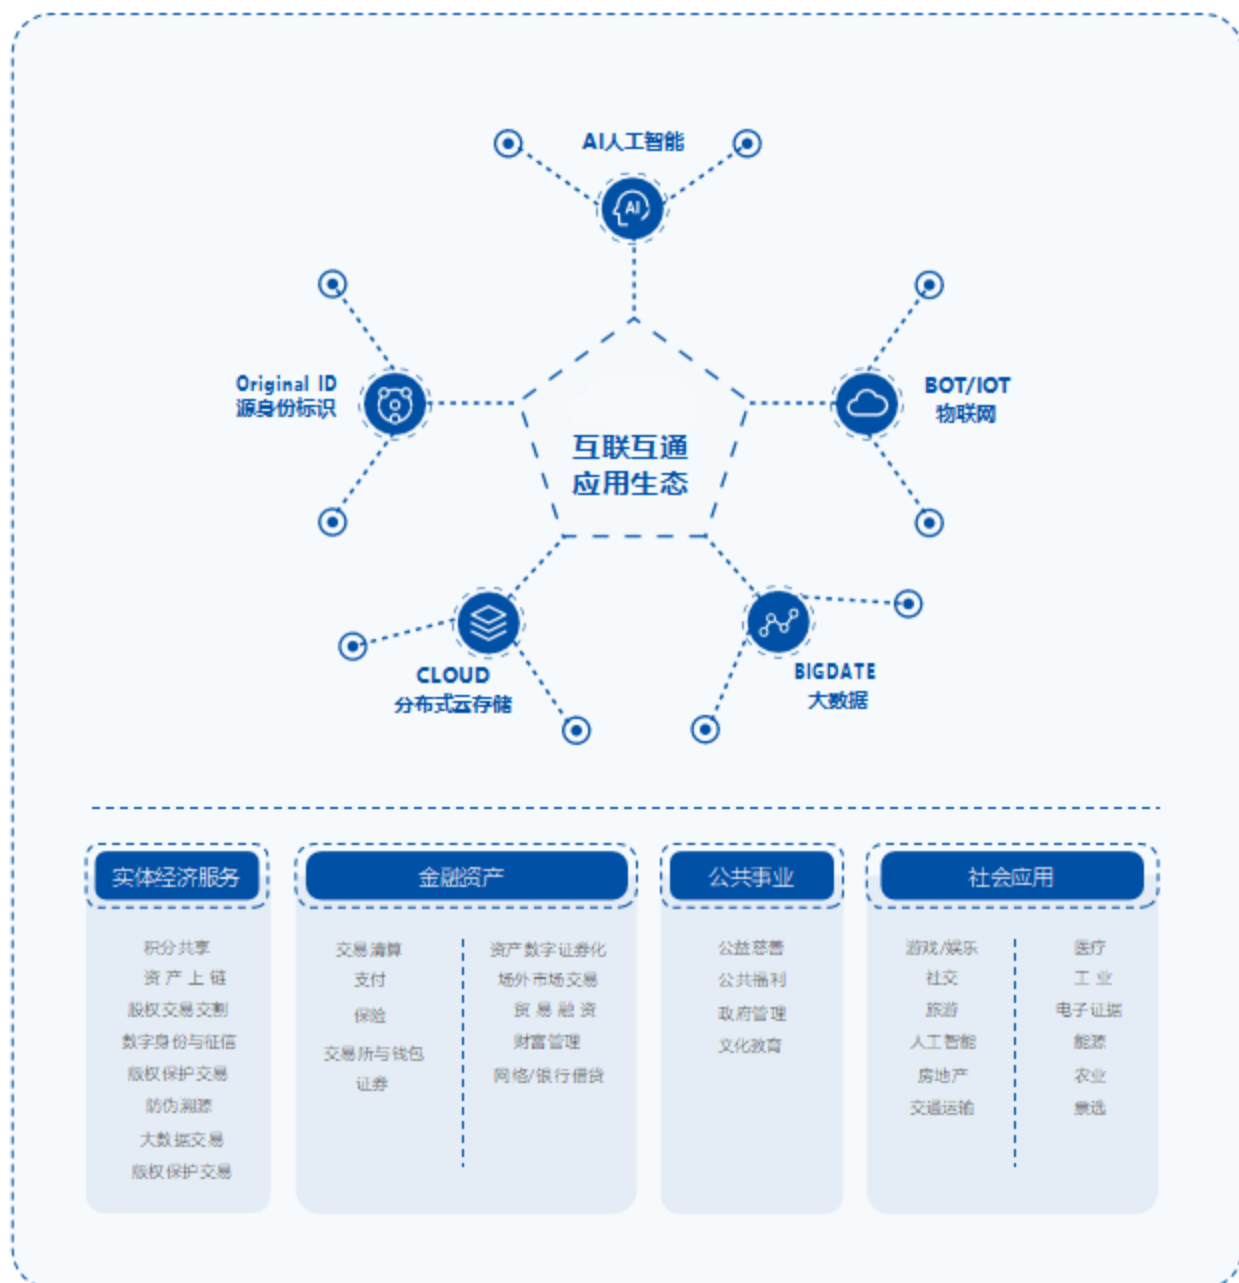 AI人工智能
AI
Original ID
源身份标识
BOT/IOT
物联网
互联互通
应用生态
CLOUD
分布式云存储
BIGDATE
大数据
实体经济服务
积分共享
资产上链
股权交易交割
数字身份与征信
版权保护交易
防伪溯源
大数据交易
版权保护交易
金融资产
交易清算
支付
保险
交易所与钱包
证券
资产数字证券化
场外市场交易
贸易融资
财富管理
网络/银行借贷
公共事业
公益慈善
公共福利
政府管理
文化教育
社会应用
游戏/娱乐
社交
旅游
人工智能
房地产
交通运输
医疗
工业
电子证据
能源
农业